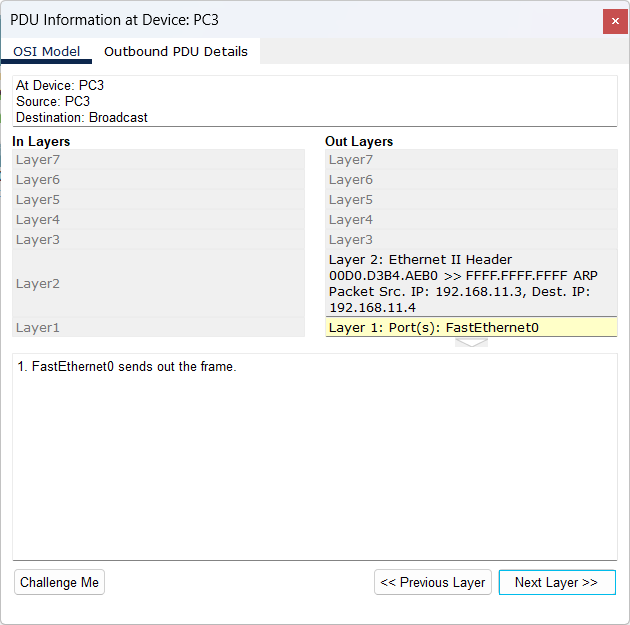 PDU Information at Device: PC3
×
OSI Model
Outbound PDU Details
At Device: PC3
Source: PC3
Destination: Broadcast
In Layers
Layer7
Layer6
Layer5
Layer4
Layer3
Layer2
Layer1
Out Layers
Layer7
Layer6
Layer5
Layer4
Layer3
Layer 2: Ethernet II Header
00D0.D3B4.AEB0 >> FFFF.FFFF.FFFF ARP
Packet Src. IP: 192.168.11.3, Dest. IP:
192.168.11.4
Layer 1: Port(s): FastEthernet0
1. FastEthernet0 sends out the frame.
Challenge Me
<< Previous Layer
Next Layer >>